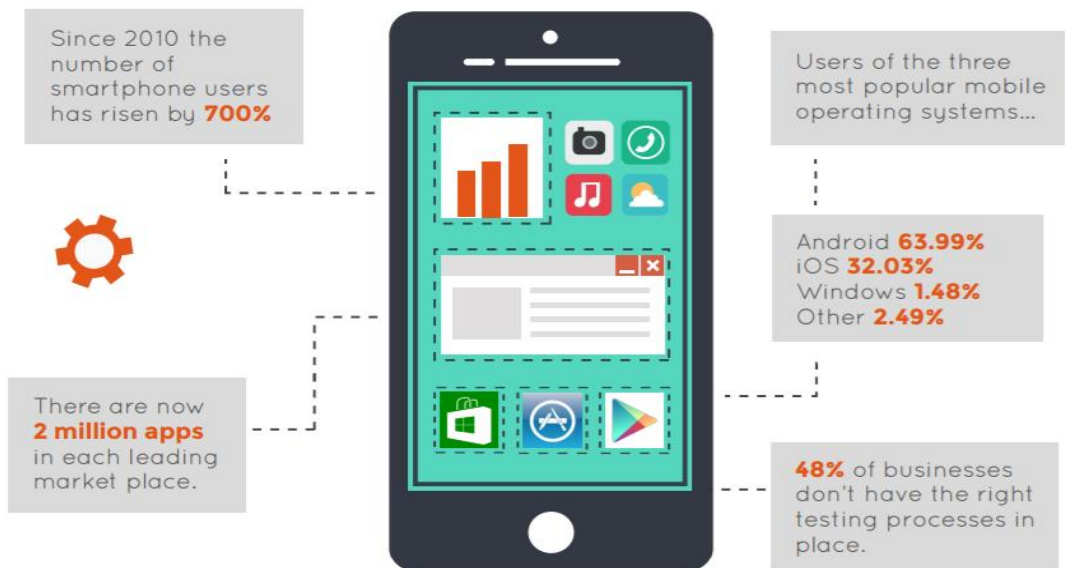 Since 2010 the
number of
smartphone users
has risen by 700%
There are now
2 million apps
in each leading
market place.
Users of the three
most popular mobile
operating systems...
Android 63.99%
iOS 32.03%
Windows 1.48%
Other 2.49%
48% of businesses
don't have the right
testing processes in
place.